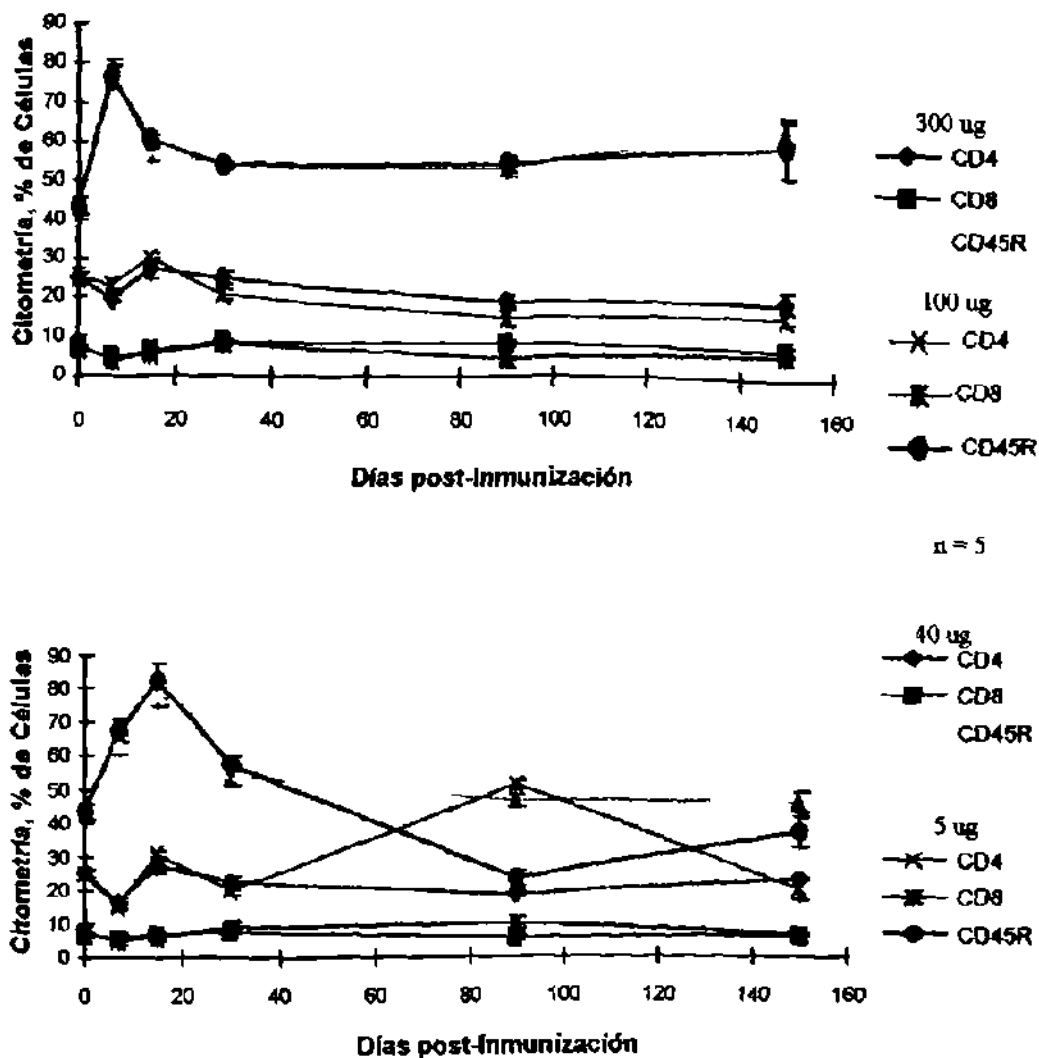 Citometría, % de Células
90
80
70
60
50
40
30
20
10
0
0 20 40 60 80 100 120 140 160
Días post-Inmunización
300 ug
CD4
CD8
CD45R
100 ug
CD4
CD8
CD45R
n = 5
Citometría, % de Células
90
80
70
60
50
40
30
20
10
0
0 20 40 60 80 100 120 140 160
Días post-Inmunización
40 ug
CD4
CD8
CD45R
5 ug
CD4
CD8
CD45R